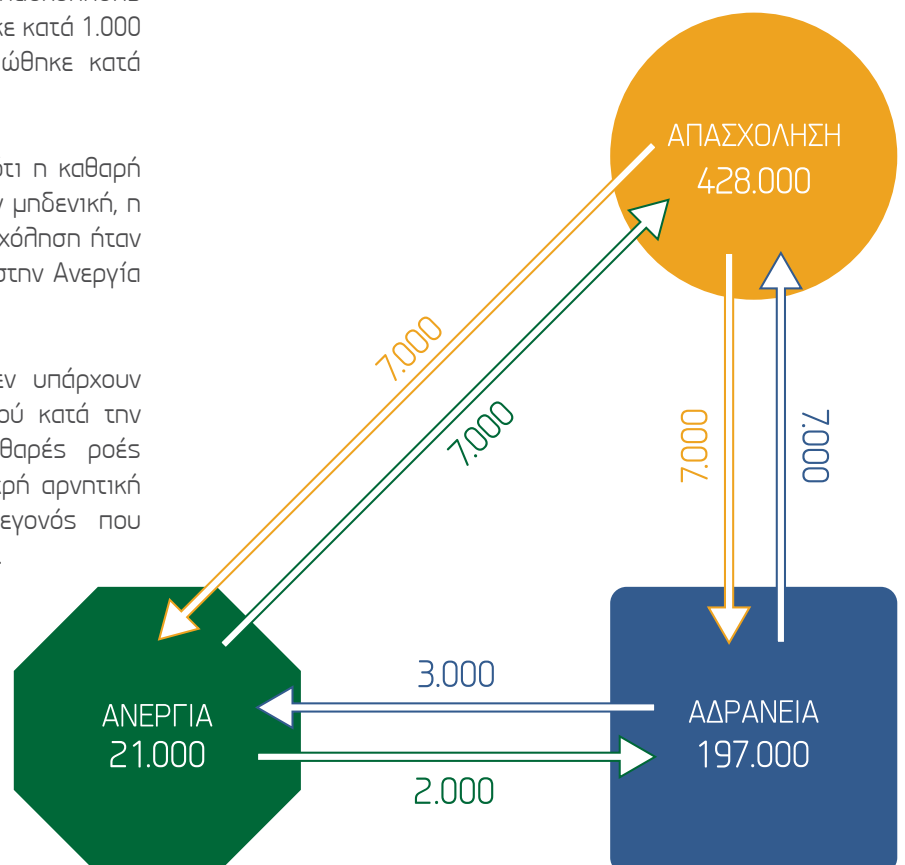 κε κατά 1.000
ώθηκε κατά
ότι η καθαρή
ν μηδενική, η
χόληση ήταν
στην Ανεργία
εν υπάρχουν
ού κατά την
θαρές ροές
ερή αρνητική
εγονός που
ΑΠΑΣΧΟΛΗΣΗ
428.000
7.000
7.000
7.000
7.000
3.000
2.000
ΑΝΕΡΓΙΑ
21.000
ΑΔΡΑΝΕΙΑ
197.000